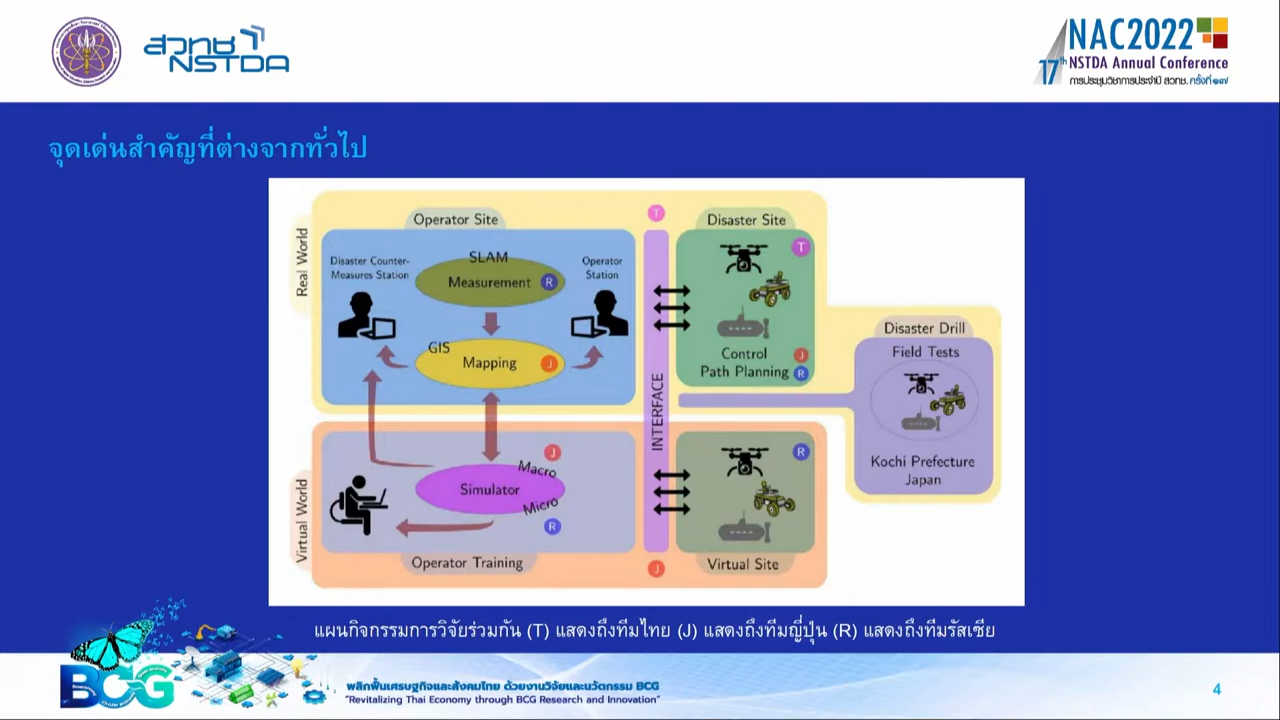 สวทช
NSTDA
NAC2022
17th NSTDA Annual Conference
การประชุมวิชาการประจำปี สวทช. ครั้งที่ ๑๗
จุดเด่นสำคัญที่ต่างจากทั่วไป
Real World
Operator Site
Disaster Counter-
Measures Station
SLAM
Measurement R
Operator
Station
GIS
Mapping J
T
INTERFACE
Disaster Site
T
Control J
Path Planning R
Disaster Drill
Field Tests
Kochi Prefecture
Japan
Virtual World
J
Macro
Simulator
Micro
R
Operator Training
J
R
Virtual Site
แผนกิจกรรมการวิจัยร่วมกัน (T) แสดงถึงทีมไทย (J) แสดงถึงทีมญี่ปุ่น (R) แสดงถึงทีมรัสเซีย
BCG
พลิกฟื้นเศรษฐกิจและสังคมไทย ด้วยงานวิจัยและนวัตกรรม BCG
"Revitalizing Thai Economy through BCG Research and Innovation"
4